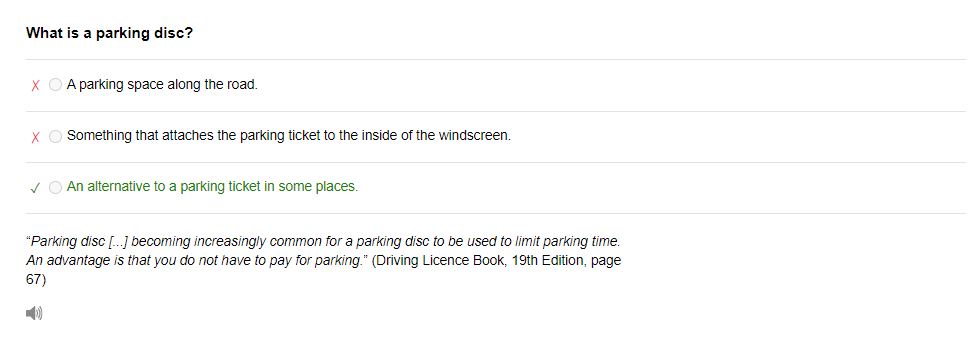 What is a parking disc?
X A parking space along the road.
X Something that attaches the parking ticket to the inside of the windscreen.
✓ An alternative to a parking ticket in some places.
“Parking disc [...] becoming increasingly common for a parking disc to be used to limit parking time.
An advantage is that you do not have to pay for parking.” (Driving Licence Book, 19th Edition, page
67)